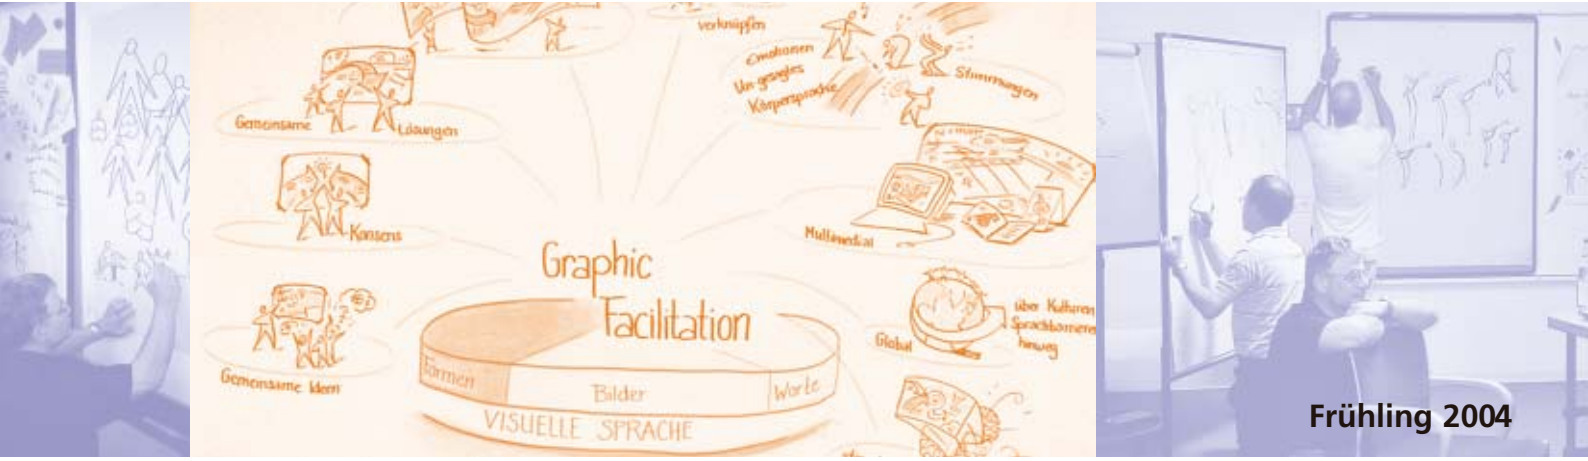 verknüpfen
Emotionen
Un gesagtes
Körpersprache
Stimmungen
Gemeinsame Lösungen
Konsens
Multimedial
Graphic
Facilitation
Global
über Kulturen
Sprachbarrieren
hinweg
Gemeinsame Ideen
Formen Bilder Worte
VISUELLE SPRACHE
Frühling 2004